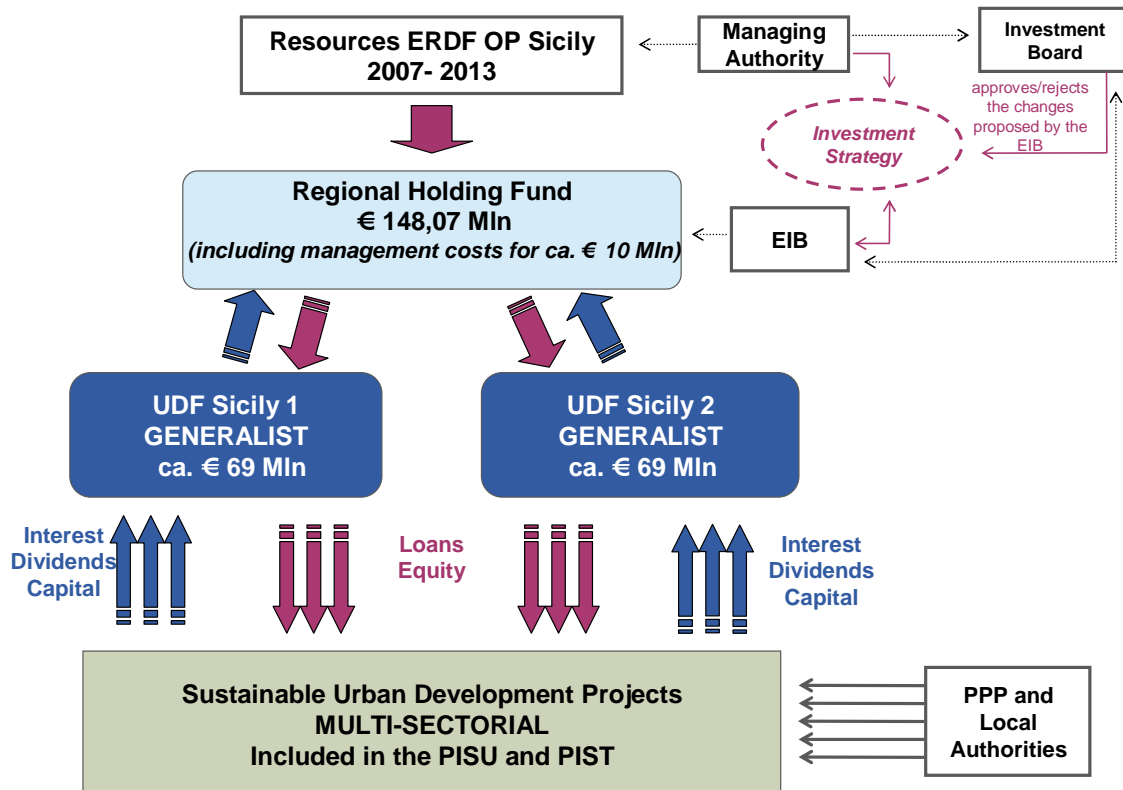 Resources ERDF OP Sicily
2007- 2013
Managing
Authority
Investment
Board
approves/rejects
the changes
proposed by the
EIB
Investment
Strategy
Regional Holding Fund
€ 148,07 Mln
(including management costs for ca. € 10 Mln)
EIB
UDF Sicily 1
GENERALIST
ca. € 69 Mln
UDF Sicily 2
GENERALIST
ca. € 69 Mln
Interest
Dividends
Capital
Loans
Equity
Interest
Dividends
Capital
Sustainable Urban Development Projects
MULTI-SECTORIAL
Included in the PISU and PIST
PPP and
Local
Authorities